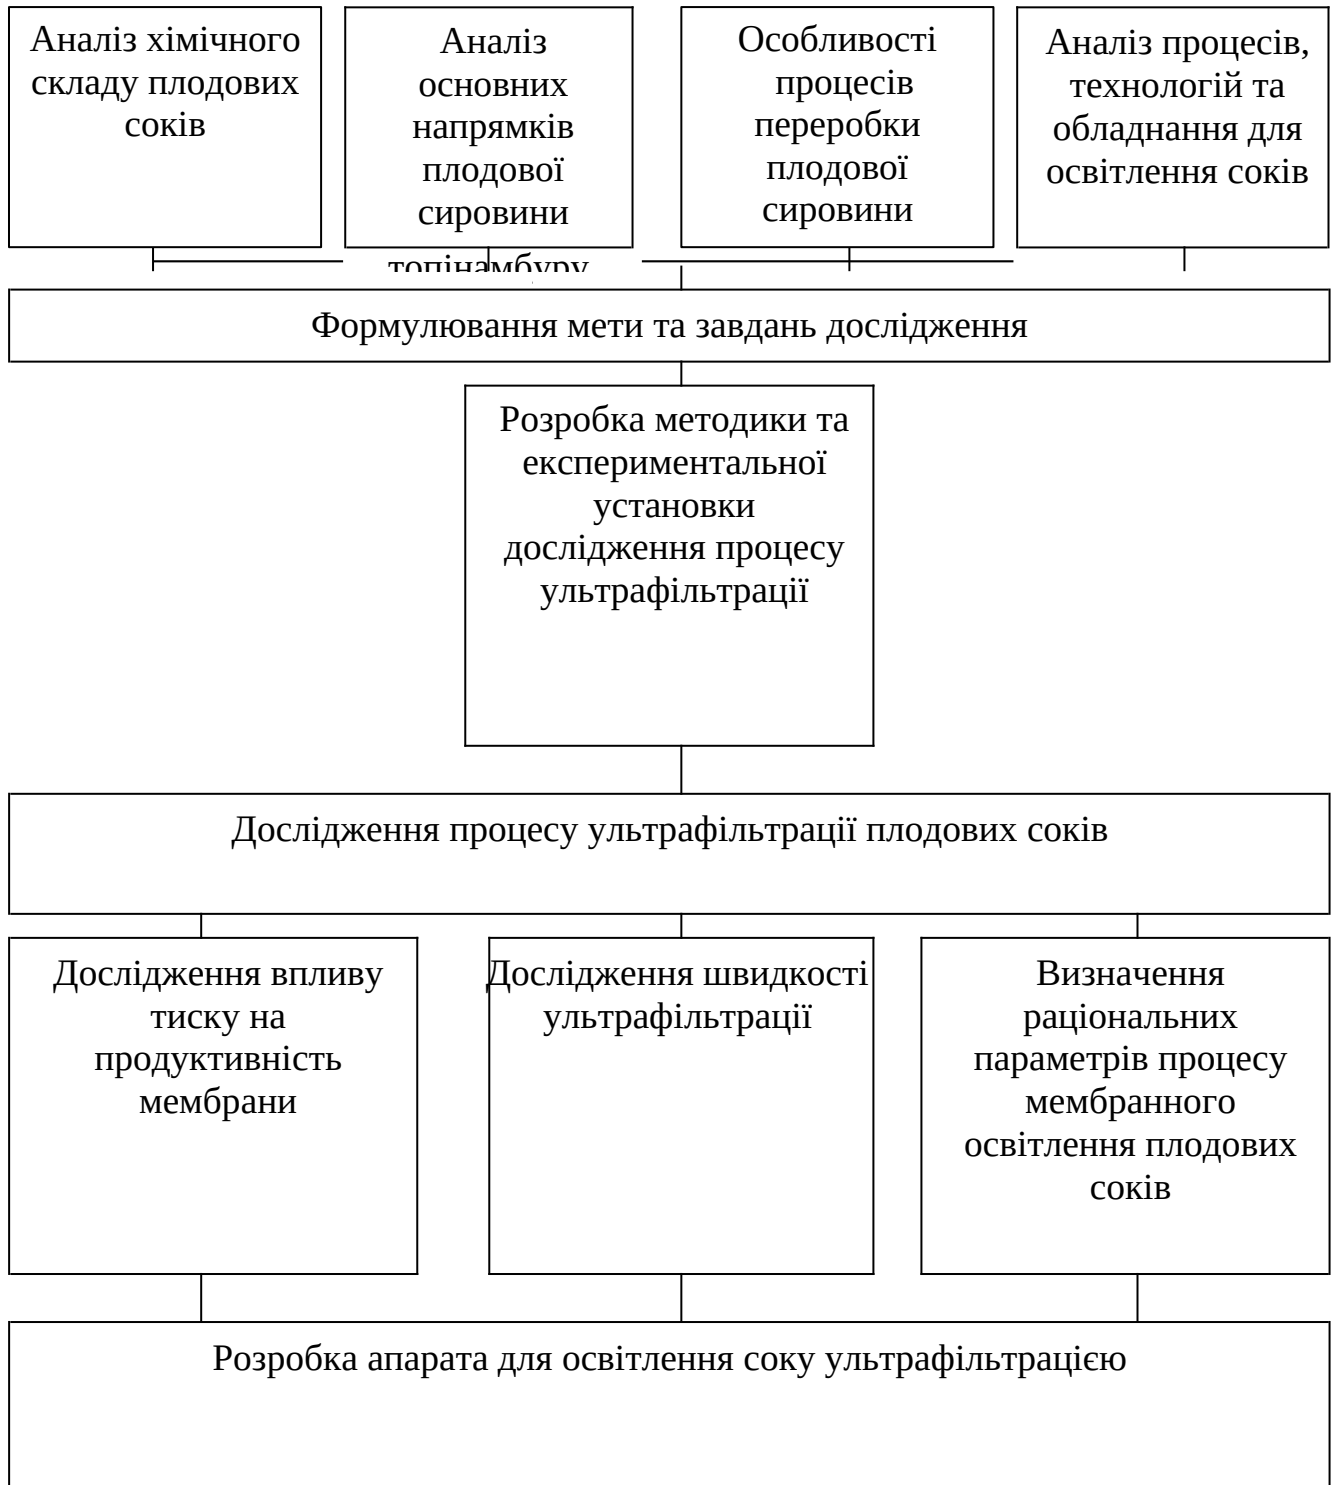 Аналіз хімічного
складу плодових
соків
Аналіз
основних
напрямків
плодової
сировини
топінамбуру
Особливості
процесів
переробки
плодової
сировини
Аналіз процесів,
технологій та
обладнання для
освітлення соків
Формулювання мети та завдань дослідження
Розробка методики та
експериментальної
установки
дослідження процесу
ультрафільтрації
Дослідження процесу ультрафільтрації плодових соків
Дослідження впливу
тиску на
продуктивність
мембрани
Дослідження швидкості
ультрафільтрації
Визначення
раціональних
параметрів процесу
мембранного
освітлення плодових
соків
Розробка апарата для освітлення соку ультрафільтрацією